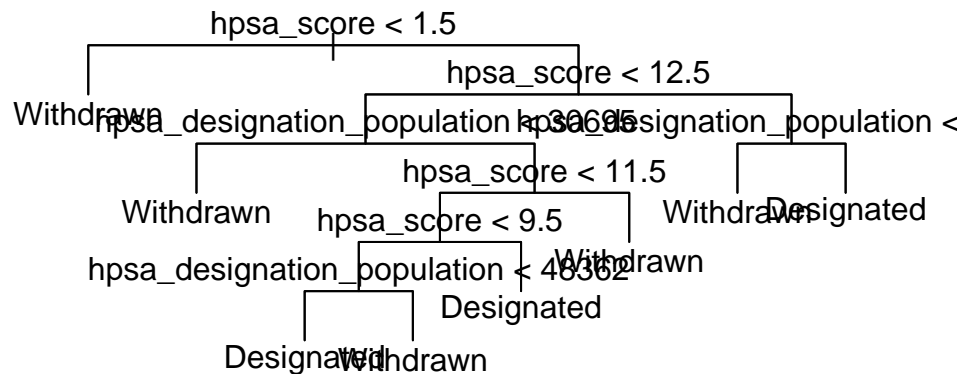 hpsa_score < 1.5
hpsa_score < 12.5
Withdrawn
hpsa_designation_population < 30695
hpsa_designation_population <
hpsa_score < 11.5
Withdrawn
Withdrawn
Designated
hpsa_score < 9.5
Withdrawn
hpsa_designation_population < 48362
Designated
Designated
Withdrawn